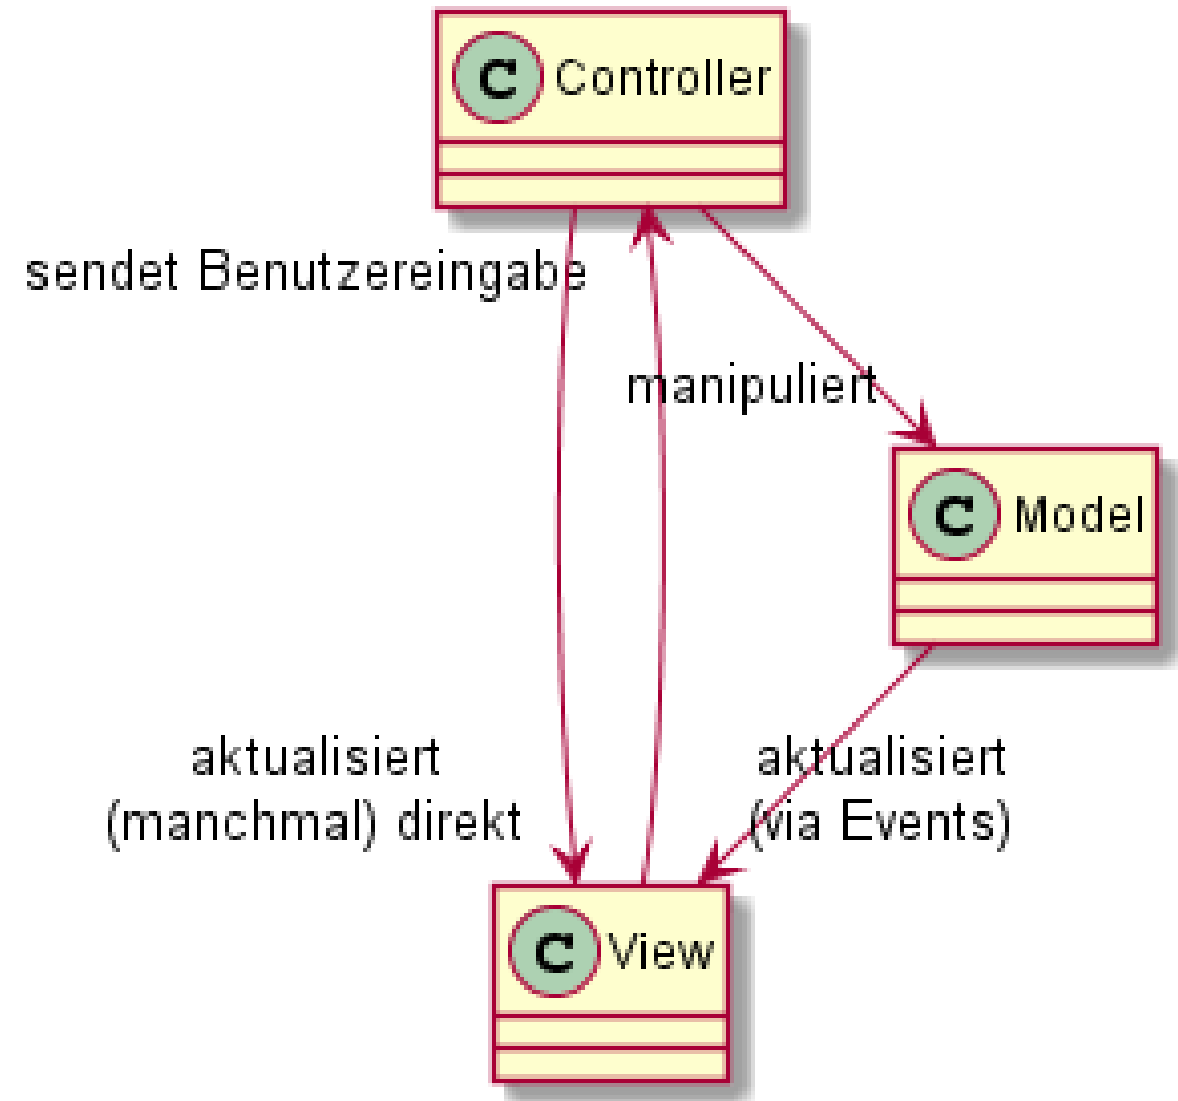 C Controller
sendet Benutzereingabe
manipuliert
C Model
aktualisiert
(manchmal) direkt
aktualisiert
(via Events)
C View